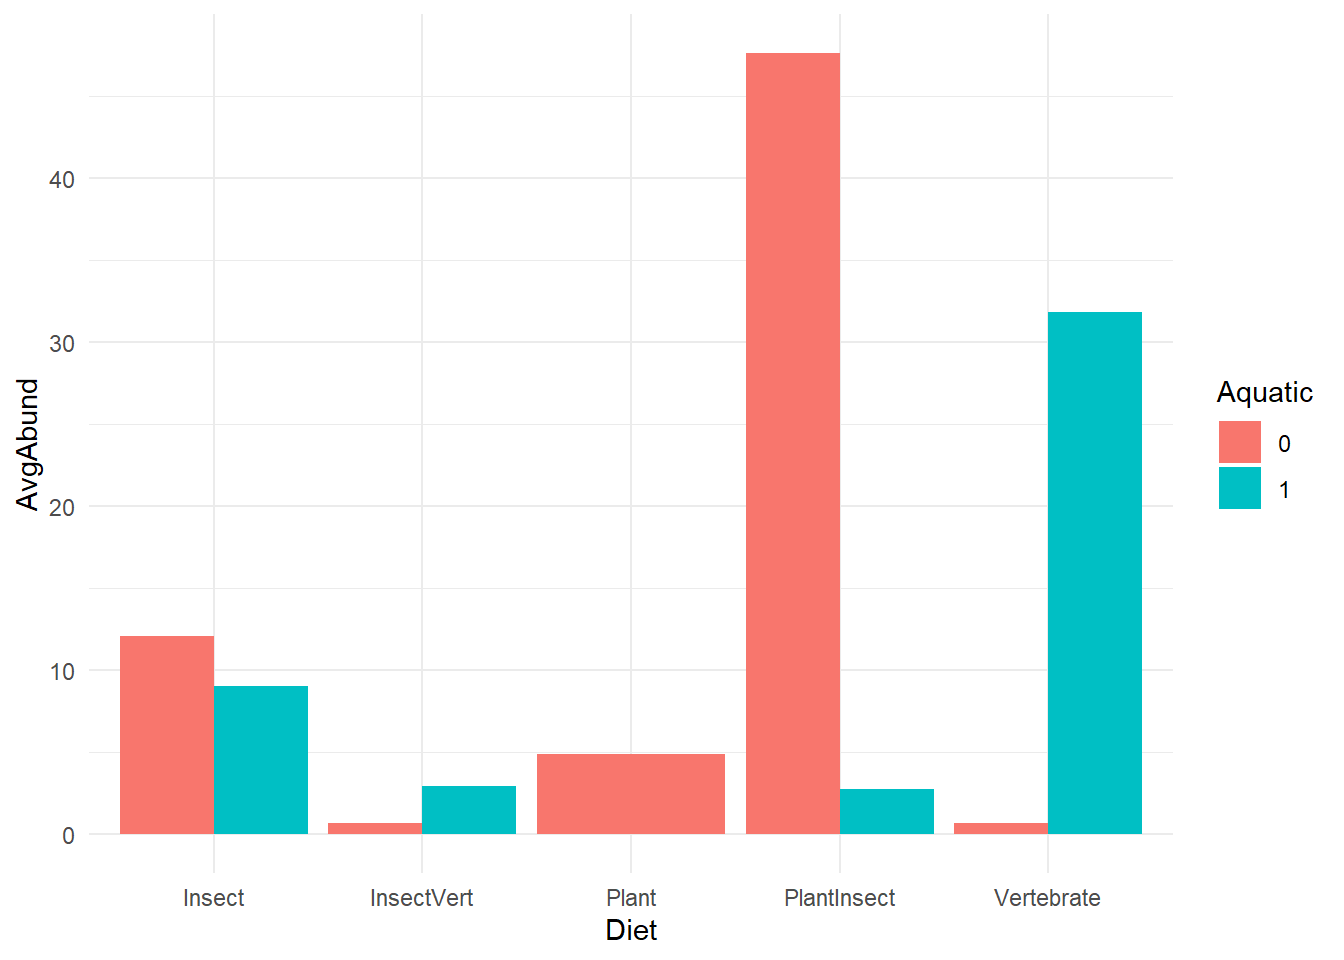 40
30
20
10
0
AvgAbund
Insect
InsectVert
Plant
PlantInsect
Vertebrate
Diet
Aquatic
0
1